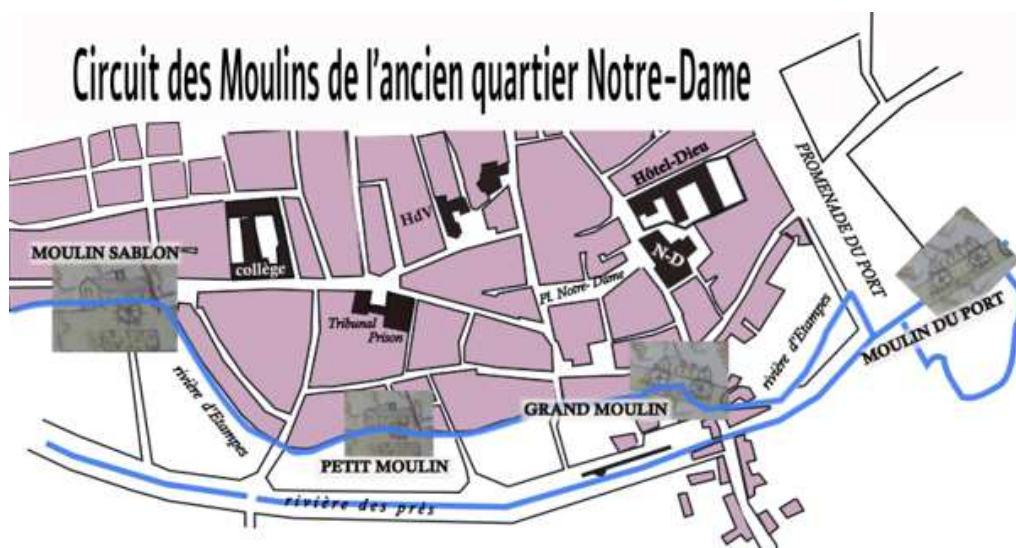 Circuit des Moulins de l'ancien quartier Notre-Dame
Hôtel-Dieu
PROMENADE DU PORT
HdV
MOULIN SABLON
collège
N-D
Pl. Notre-Dame
Tribunal
Prison
MOULIN DU PORT
rivière d'Etampes
rivière d'Etampes
GRAND MOULIN
PETIT MOULIN
rivière des près